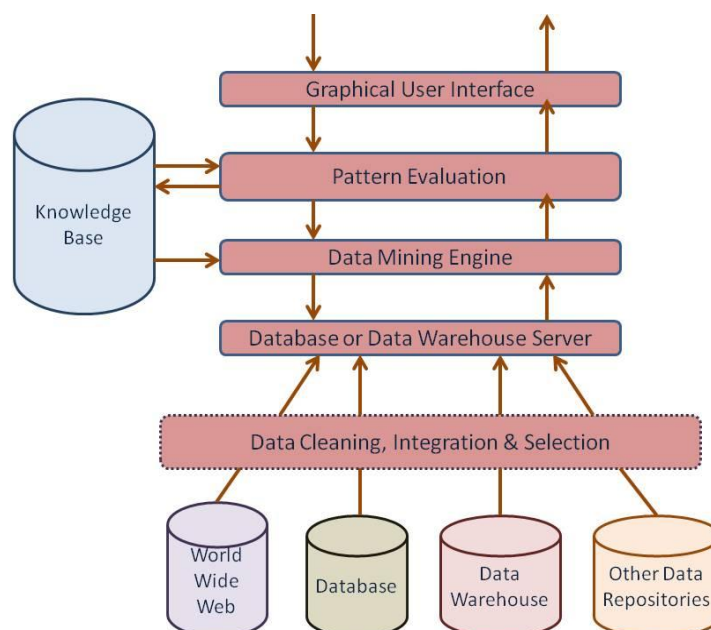 Graphical User Interface
Pattern Evaluation
Knowledge
Base
Data Mining Engine
Database or Data Warehouse Server
Data Cleaning, Integration & Selection
World
Wide
Web
Database
Data
Warehouse
Other Data
Repositories